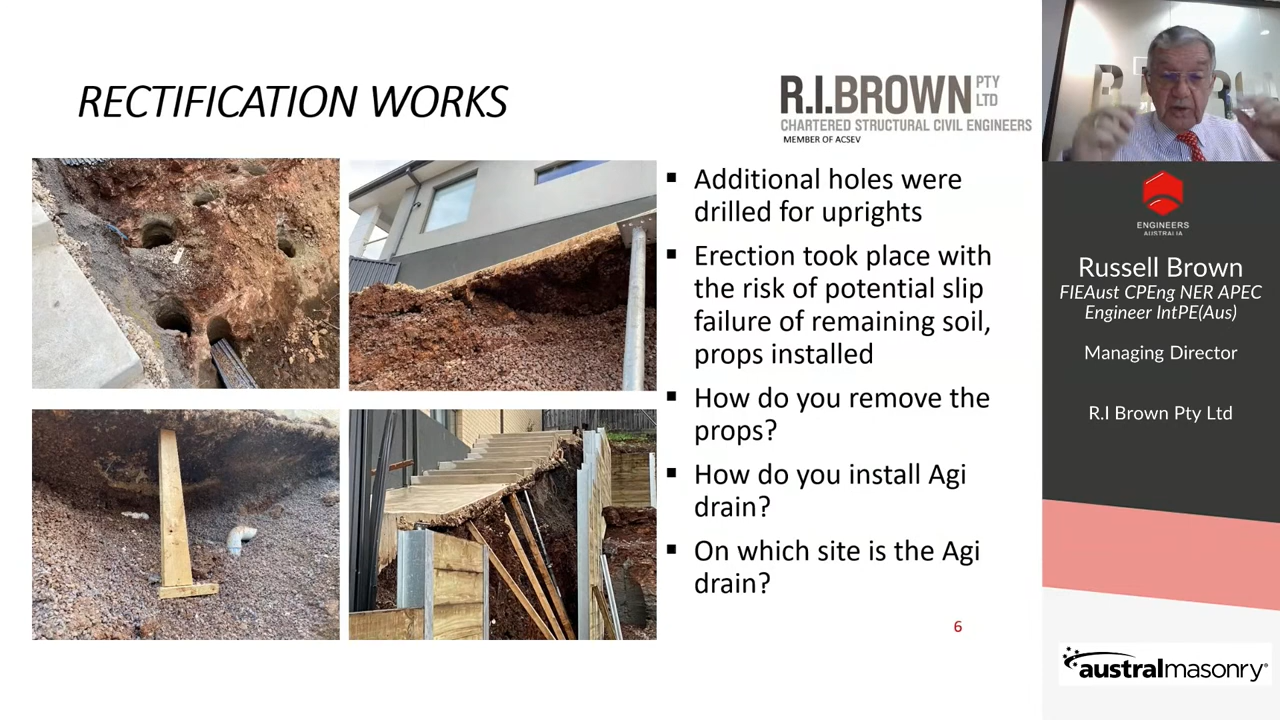 RECTIFICATION WORKS
R.I.BROWN PTY LTD
CHARTERED STRUCTURAL CIVIL ENGINEERS
MEMBER OF ACSEV
▪ Additional holes were
drilled for uprights
▪ Erection took place with
the risk of potential slip
failure of remaining soil,
props installed
▪ How do you remove the
props?
▪ How do you install Agi
drain?
▪ On which site is the Agi
drain?
6
ENGINEERS
AUSTRALIA
Russell Brown
FIEAust CPEng NER APEC
Engineer IntPE(Aus)
Managing Director
R.I Brown Pty Ltd
australmasonry®